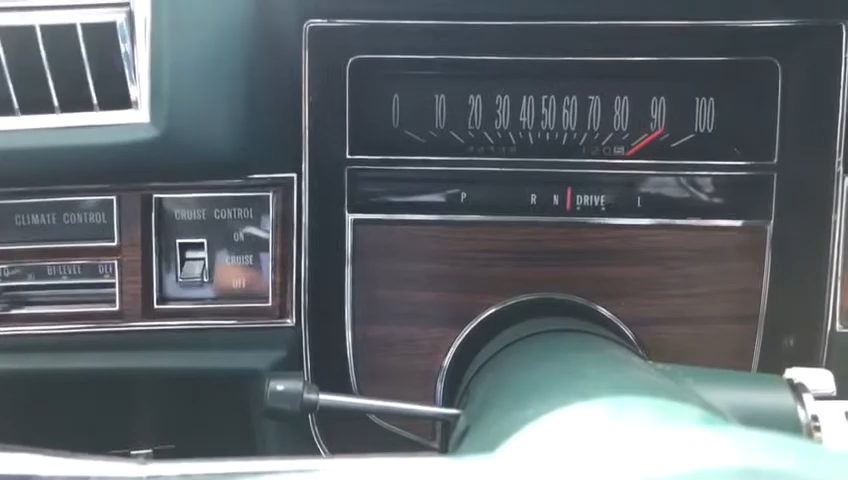 0 10 20 30 40 50 60 70 80 90 100
P R N DRIVE L
CLIMATE CONTROL
BI-LEVEL
CRUISE CONTROL
ON
CRUISE
OFF